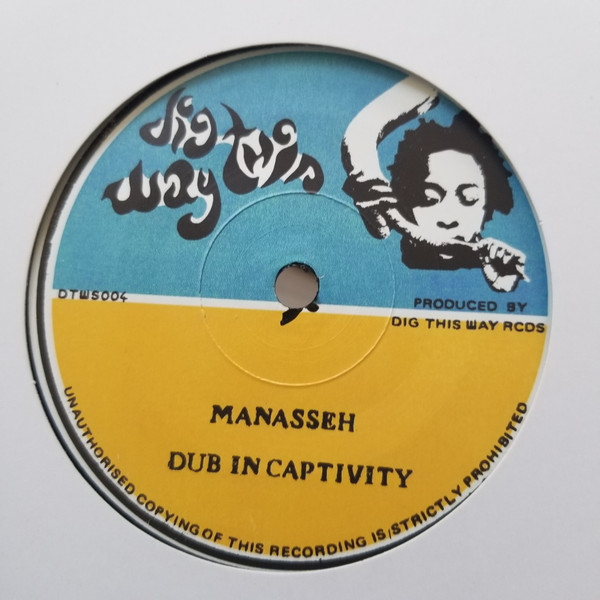 dig this
way
DTWS004
PRODUCED BY
DIG THIS WAY RCDS
MANASSEH
DUB IN CAPTIVITY
UNAUTHORISED COPYING OF THIS RECORDING IS STRICTLY PROHIBITED